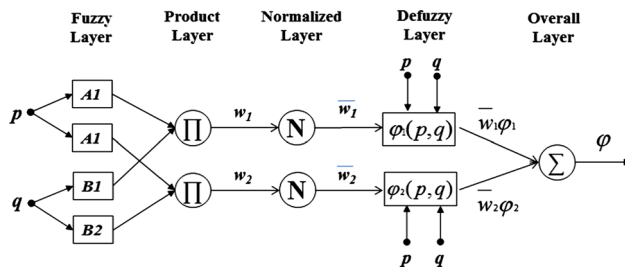 Fuzzy Layer
Product Layer
Normalized Layer
Defuzzy Layer
Overall Layer
p
q
A1
A1
B1
B2
p
q
∏
∏
w1
w2
N
N
w̅1
w̅2
φ1(p,q)
φ2(p,q)
w̅1φ1
w̅2φ2
∑
φ
p
q